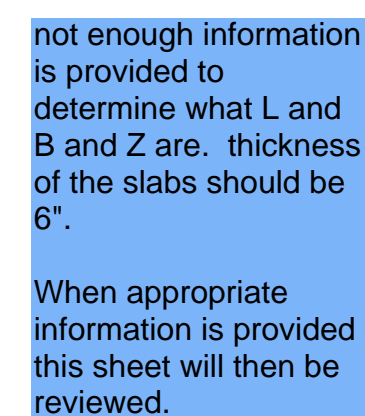 not enough information
is provided to
determine what L and
B and Z are.  thickness
of the slabs should be
6".

When appropriate
information is provided
this sheet will then be
reviewed.